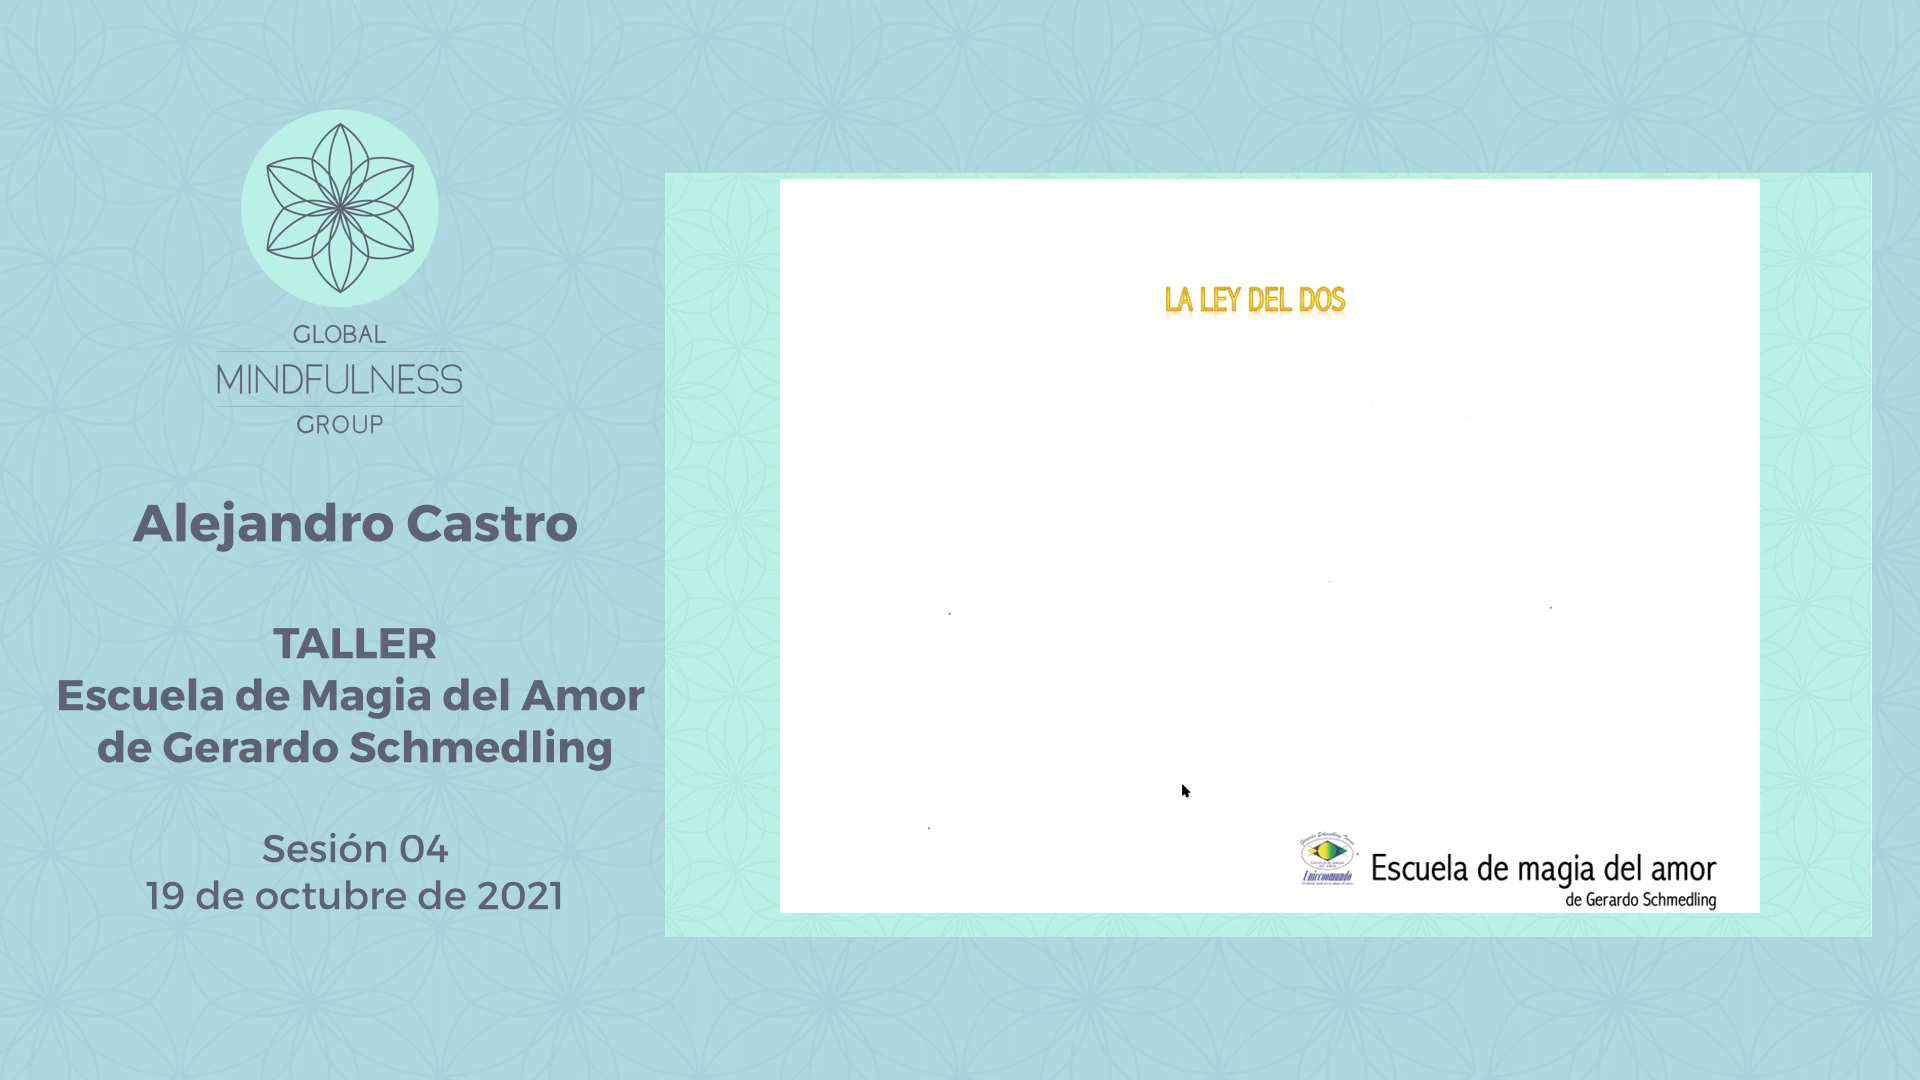 GLOBAL
MINDFULNESS
GROUP
Alejandro Castro
TALLER
Escuela de Magia del Amor
de Gerardo Schmedling
Sesión 04
19 de octubre de 2021
LA LEY DEL DOS
Escuela de magia del amor
de Gerardo Schmedling